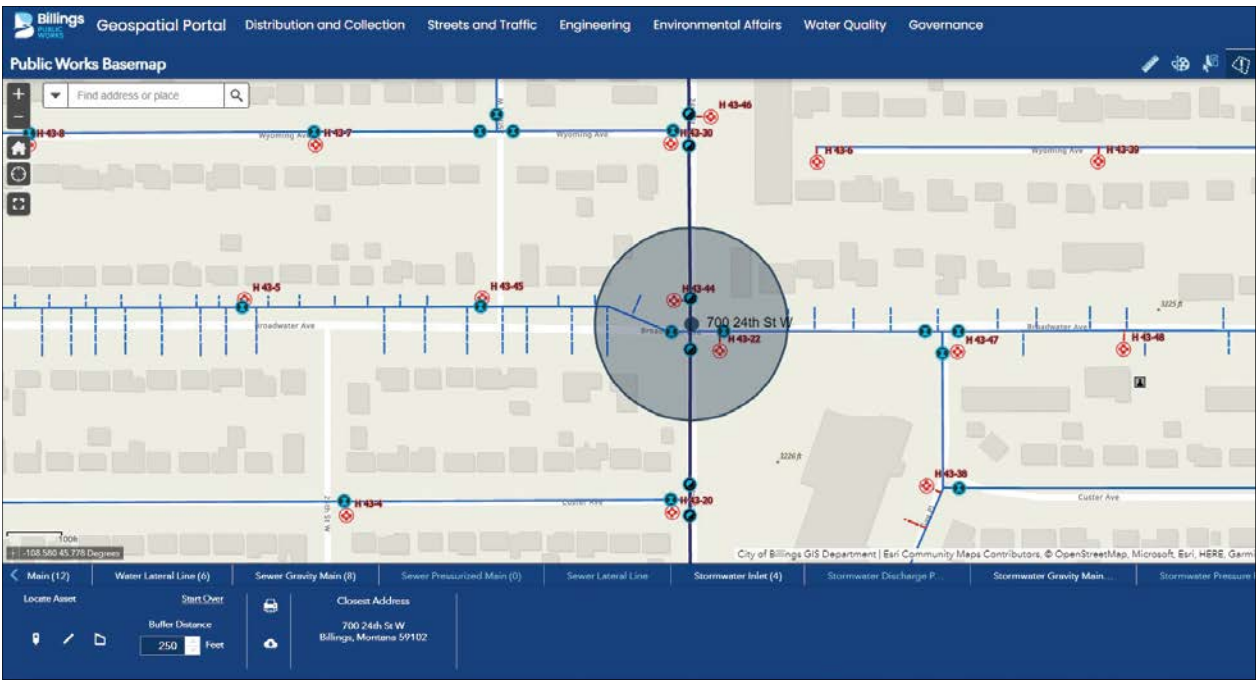 Billings
PUBLIC
WORKS
Geospatial Portal
Distribution and Collection
Streets and Traffic
Engineering
Environmental Affairs
Water Quality
Governance
Public Works Basemap
Find address or place
H 43-46
H 43-8
Wyoming Ave
H 43-7
Wyoming Ave
H 43-30
H 43-6
Wyoming Ave
H 43-39
H 43-5
H 43-45
H 43-44
3225 ft
Broadwater Ave
700 24th St W
Broadwater Ave
H 43-22
H 43-47
H 43-48
3226 ft
H 43-38
H 43-4
H 43-20
Custer Ave
Custer Ave
100ft
-108.580 45.778 Degrees
City of Billings GIS Department | Esri Community Maps Contributors, © OpenStreetMap, Microsoft, Esri, HERE, Garm
Main (12)
Water Lateral Line (6)
Sewer Gravity Main (8)
Sewer Pressurized Main (0)
Sewer Lateral Line
Stormwater Inlet (4)
Stormwater Discharge P...
Stormwater Gravity Main...
Stormwater Pressure
Locate Asset
Start Over
Closest Address
Buffer Distance
700 24th St W
250 Feet
Billings, Montana 59102